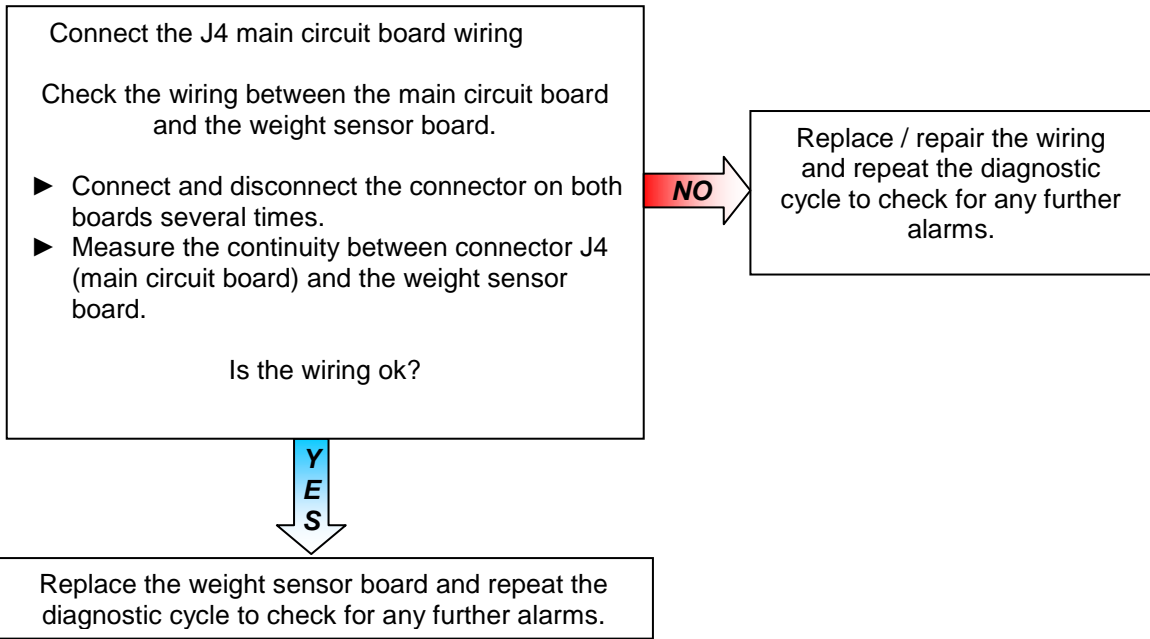 Connect the J4 main circuit board wiring
Check the wiring between the main circuit board
and the weight sensor board.
► Connect and disconnect the connector on both
boards several times.
► Measure the continuity between connector J4
(main circuit board) and the weight sensor
board.
Is the wiring ok?
NO
Replace / repair the wiring
and repeat the diagnostic
cycle to check for any further
alarms.
Y
E
S
Replace the weight sensor board and repeat the
diagnostic cycle to check for any further alarms.